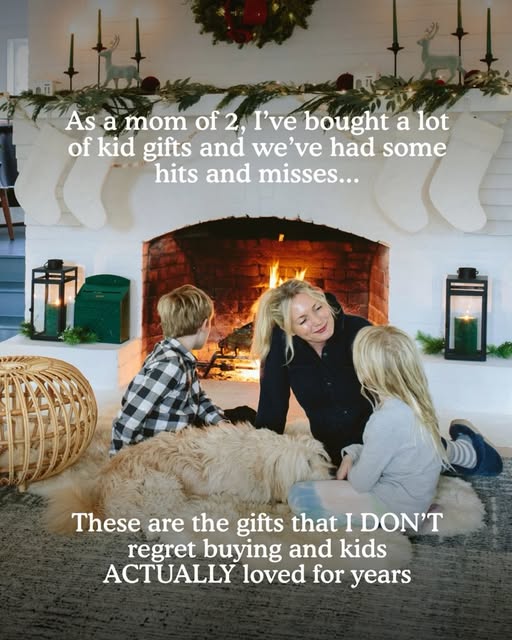 As a mom of 2, I've bought a lot
of kid gifts and we've had some
hits and misses...
These are the gifts that I DON'T
regret buying and kids
ACTUALLY loved for years